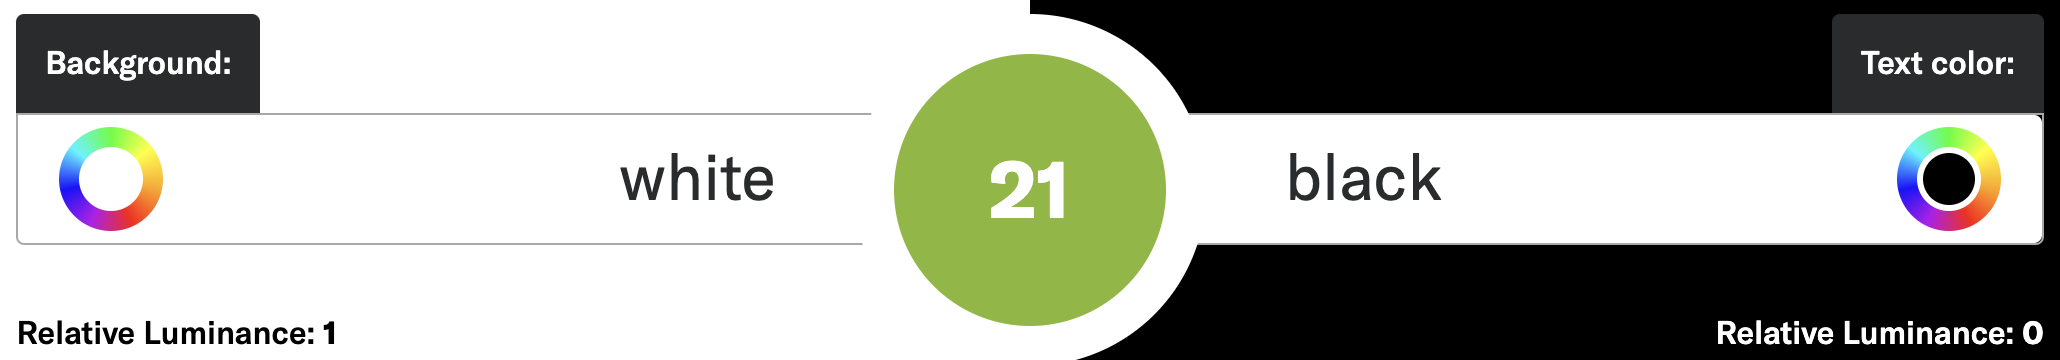 Background:
Text color:
white
21
black
Relative Luminance: 1
Relative Luminance: 0